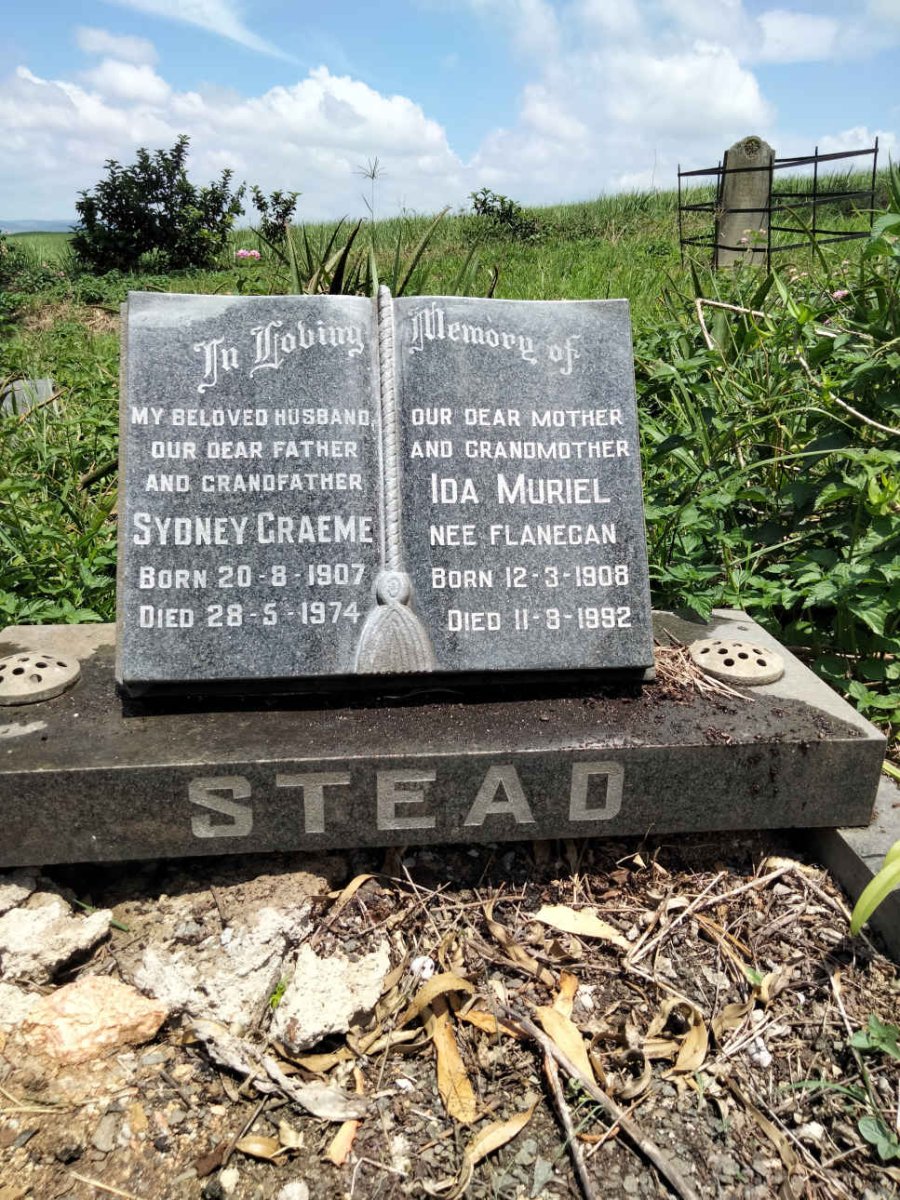 In Loving Memory of
MY BELOVED HUSBAND,
OUR DEAR FATHER
AND GRANDFATHER
SYDNEY GRAEME
BORN 20-8-1907
DIED 28-5-1974
OUR DEAR MOTHER
AND GRANDMOTHER
IDA MURIEL
NEE FLANEGAN
BORN 12-3-1908
DIED 11-3-1992
STEAD